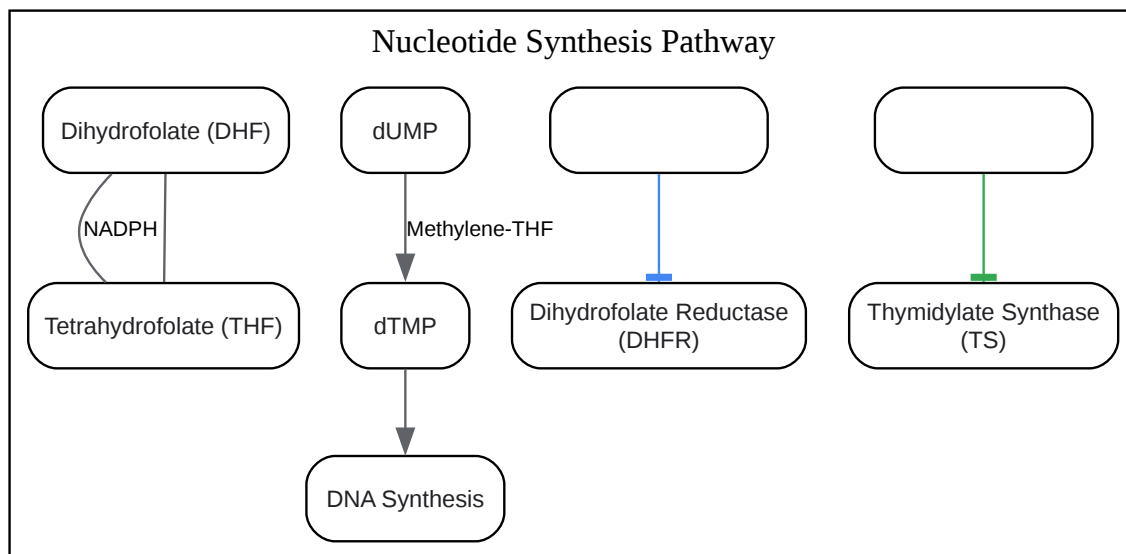 Nucleotide Synthesis Pathway
Dihydrofolate (DHF)
dUMP
NADPH
Methylene-THF
Tetrahydrofolate (THF)
dTMP
Dihydrofolate Reductase
(DHFR)
Thymidylate Synthase
(TS)
DNA Synthesis